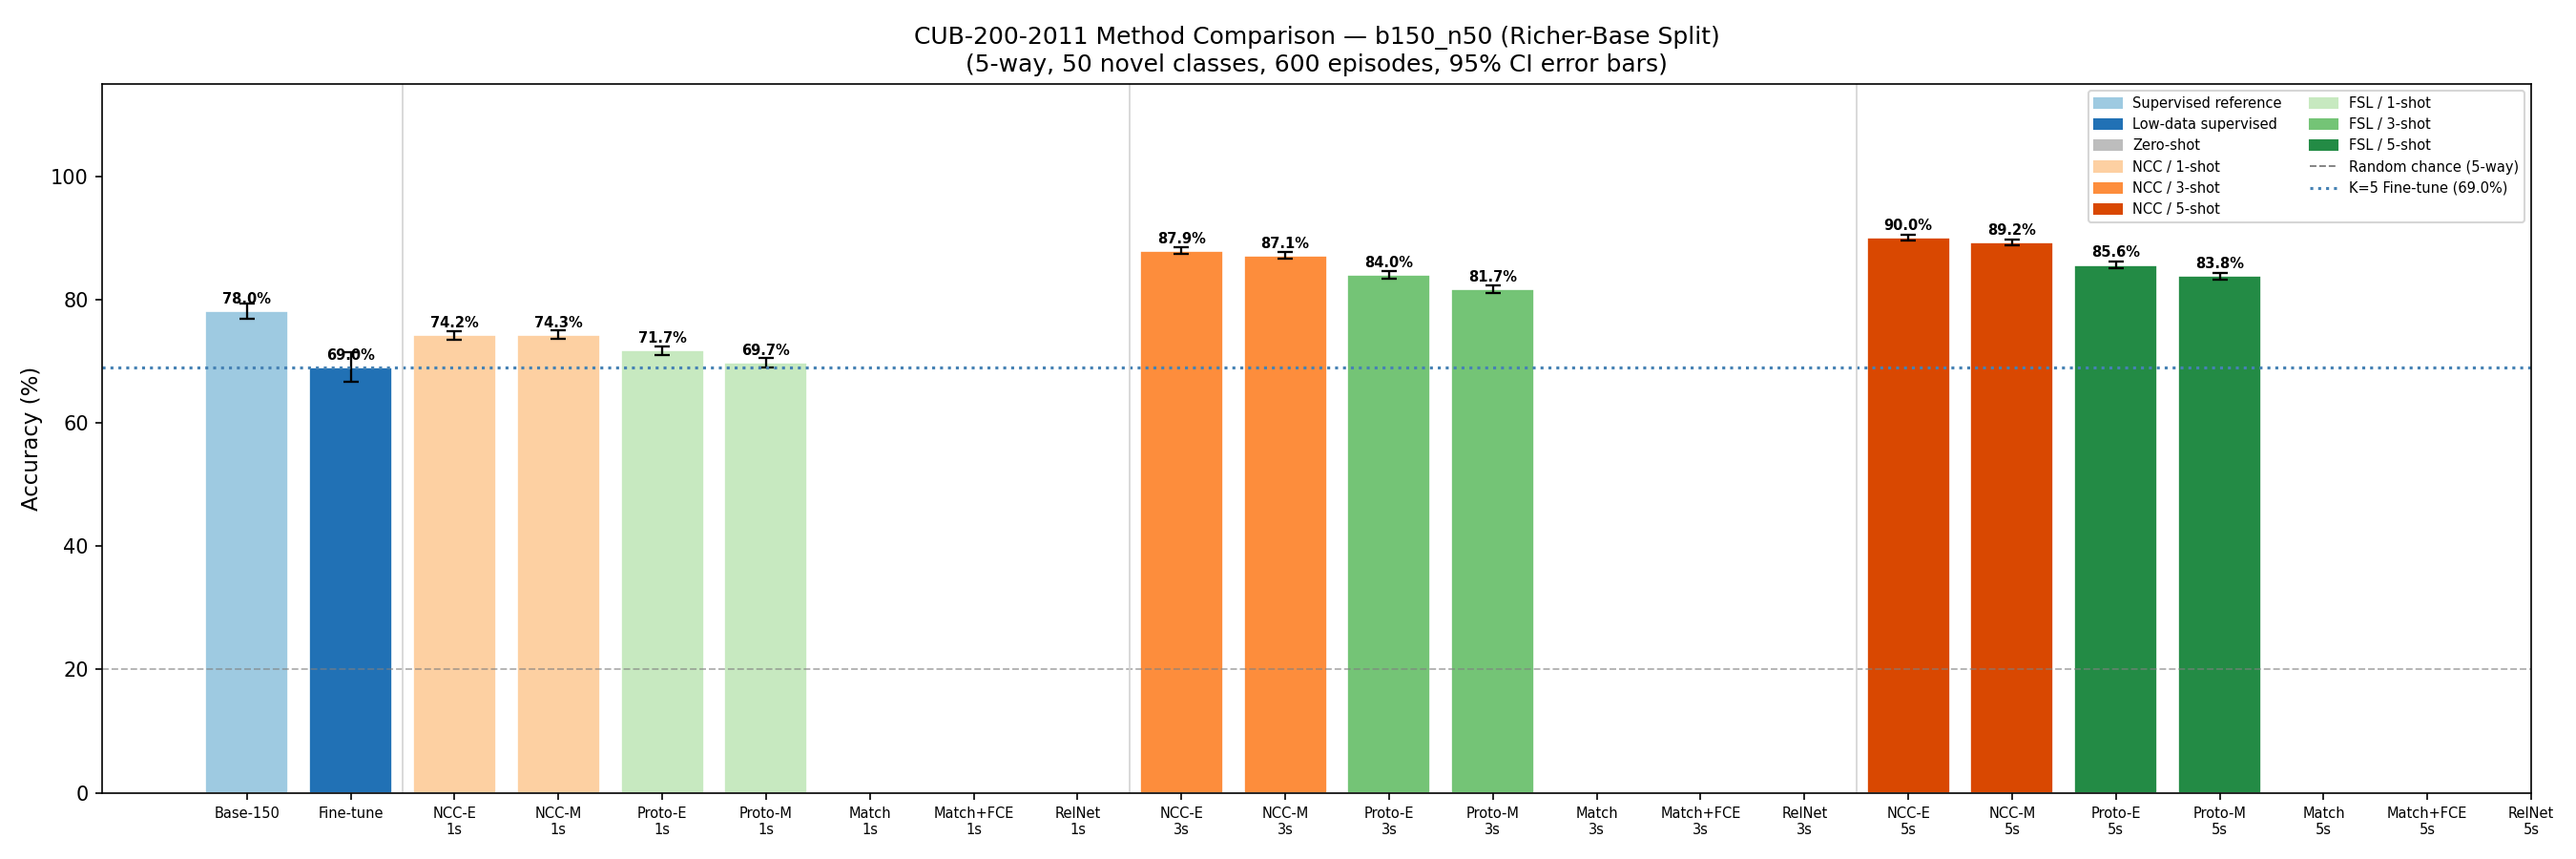 CUB-200-2011 Method Comparison — b150_n50 (Richer-Base Split)
(5-way, 50 novel classes, 600 episodes, 95% CI error bars)
Supervised reference
Low-data supervised
Zero-shot
NCC / 1-shot
NCC / 3-shot
NCC / 5-shot
FSL / 1-shot
FSL / 3-shot
FSL / 5-shot
Random chance (5-way)
K=5 Fine-tune (69.0%)
Accuracy (%)
100
80
60
40
20
0
78.0%
69.0%
74.2%
74.3%
71.7%
69.7%
87.9%
87.1%
84.0%
81.7%
90.0%
89.2%
85.6%
83.8%
Base-150
Fine-tune
NCC-E
1s
NCC-M
1s
Proto-E
1s
Proto-M
1s
Match
1s
Match+FCE
1s
RelNet
1s
NCC-E
3s
NCC-M
3s
Proto-E
3s
Proto-M
3s
Match
3s
Match+FCE
3s
RelNet
3s
NCC-E
5s
NCC-M
5s
Proto-E
5s
Proto-M
5s
Match
5s
Match+FCE
5s
RelNet
5s